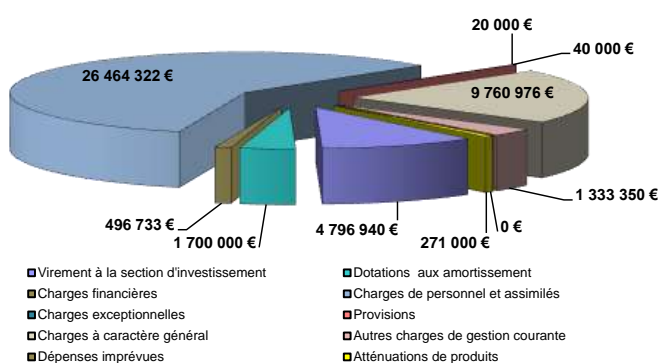 20 000 €
40 000 €
26 464 322 €
9 760 976 €
1 333 350 €
496 733 €
4 796 940 €
0 €
1 700 000 €
271 000 €
Virement à la section d'investissement
Dotations aux amortissement
Charges financières
Charges de personnel et assimilés
Charges exceptionnelles
Provisions
Charges à caractère général
Autres charges de gestion courante
Dépenses imprévues
Atténuations de produits